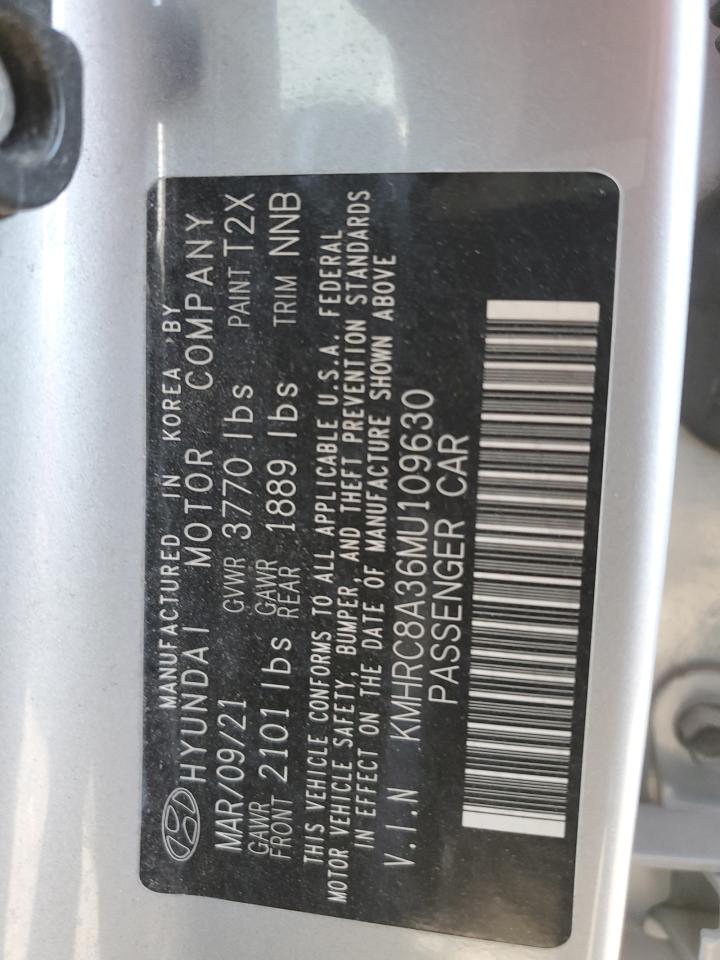 MANUFACTURED IN KOREA BY
HYUNDAI MOTOR COMPANY
MAR/09/21 GVWR 3770 lbs PAINT T2X
GAWR FRONT 2101 lbs GAWR REAR 1889 lbs TRIM NNB
THIS VEHICLE CONFORMS TO ALL APPLICABLE U.S.A. FEDERAL
MOTOR VEHICLE SAFETY, BUMPER, AND THEFT PREVENTION STANDARDS
IN EFFECT ON THE DATE OF MANUFACTURE SHOWN ABOVE
V.I.N KMHRC8A36MU109630
PASSENGER CAR